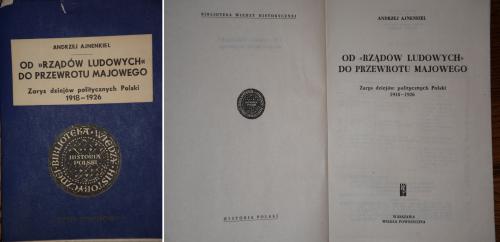 ANDRZEJ AJNENKIEL
OD »RZĄDÓW LUDOWYCH«
DO PRZEWROTU MAJOWEGO
Zarys dziejów politycznych Polski
1918-1926
BIBLIOTEKA WIEDZY HISTORYCZNEJ
HISTORIA
POLSKI
BIBLIOTEKA WIEDZY HISTORYCZNEJ
HISTORIA POLSKI
ANDRZEJ AJNENKIEL
OD »RZĄDÓW LUDOWYCH«
DO PRZEWROTU MAJOWEGO
Zarys dziejów politycznych Polski
1918-1926
WARSZAWA
WIEDZA POWSZECHNA